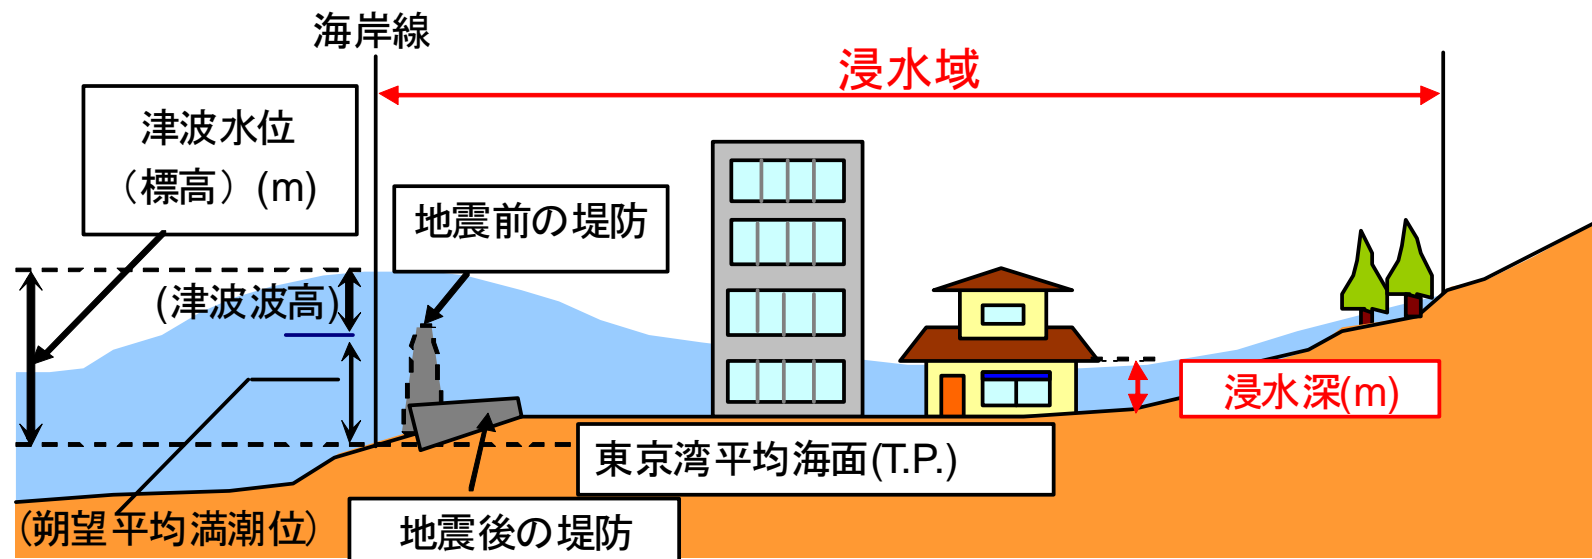 海岸線
浸水域
津波水位
（標高）(m)
地震前の堤防
(津波波高)
浸水深(m)
東京湾平均海面(T.P.)
(朔望平均満潮位)
地震後の堤防